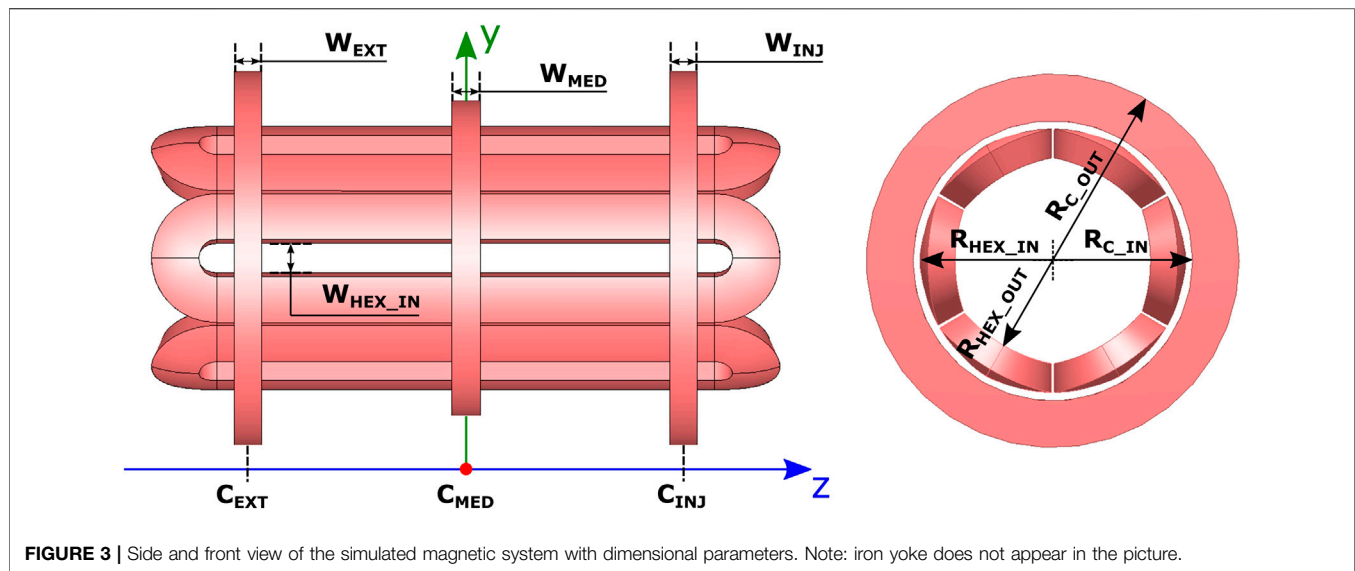 W_EXT
y
W_INJ
W_MED
W_HEX_IN
C_EXT
C_MED
C_INJ
z
R_C_OUT
R_HEX_IN
R_C_IN
R_HEX_OUT
FIGURE 3 | Side and front view of the simulated magnetic system with dimensional parameters. Note: iron yoke does not appear in the picture.